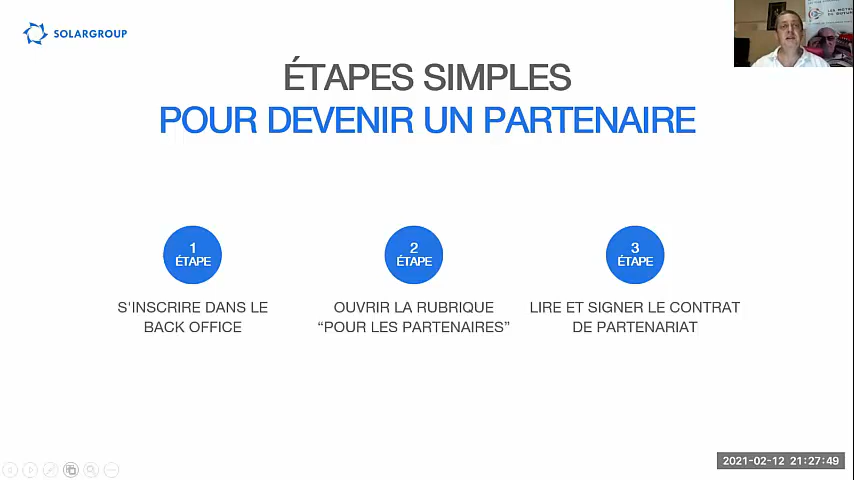 SOLARGROUP
ÉTAPES SIMPLES
POUR DEVENIR UN PARTENAIRE
1
ÉTAPE
S'INSCRIRE DANS LE
BACK OFFICE
2
ÉTAPE
OUVRIR LA RUBRIQUE
“POUR LES PARTENAIRES”
3
ÉTAPE
LIRE ET SIGNER LE CONTRAT
DE PARTENARIAT
2021-02-12 21:27:49